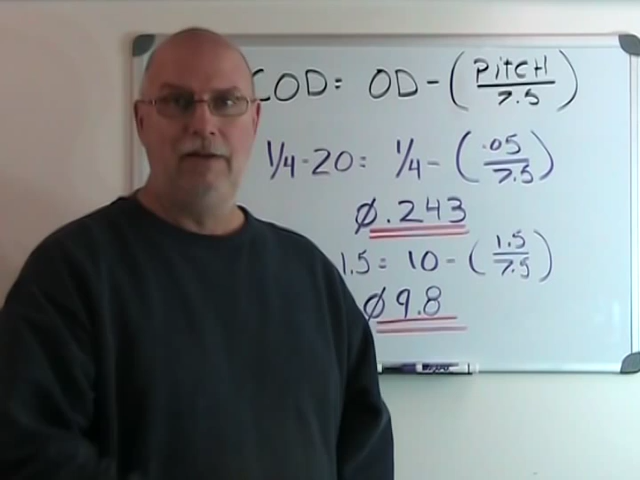 COD= OD-(PitCH/7.5)
1/4-20= 1/4-(.05/7.5)
Ø.243
1.5= 10-(1.5/7.5)
Ø9.8